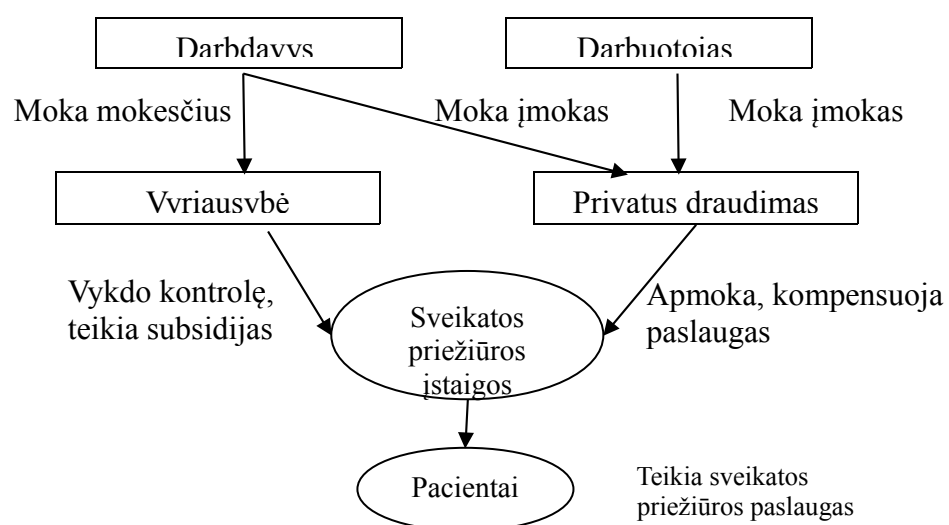 Darbdavys
Darbuotojas
Moka mokesčius
Moka įmokas
Moka įmokas
Vyriausybė
Privatus draudimas
Vykdo kontrolę,
teikia subsidijas
Sveikatos
priežiūros
įstaigos
Apmoka, kompensuoja
paslaugas
Pacientai
Teikia sveikatos
priežiūros paslaugas